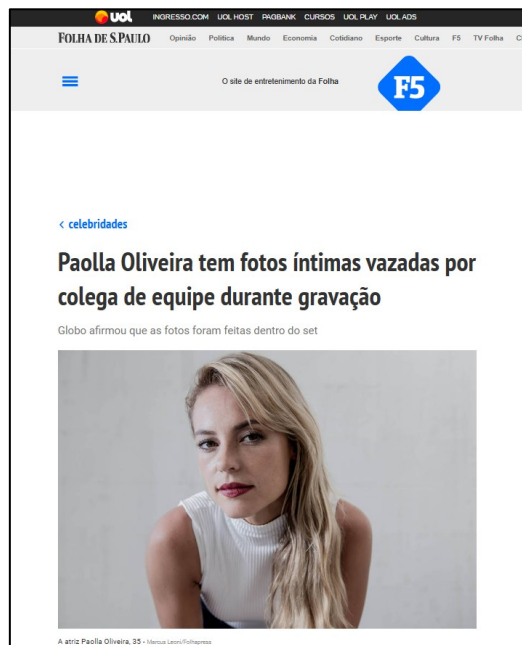 uol INGRESSO.COM UOL HOST PAGBANK CURSOS UOL PLAY UOL ADS
FOLHA DE S.PAULO Opinião Política Mundo Economia Cotidiano Esporte Cultura F5 TV Folha
O site de entretenimento da Folha
F5
< celebridades
Paolla Oliveira tem fotos íntimas vazadas por
colega de equipe durante gravação
Globo afirmou que as fotos foram feitas dentro do set
A atriz Paolla Oliveira, 35 - Marcus Leoni/Folhapress